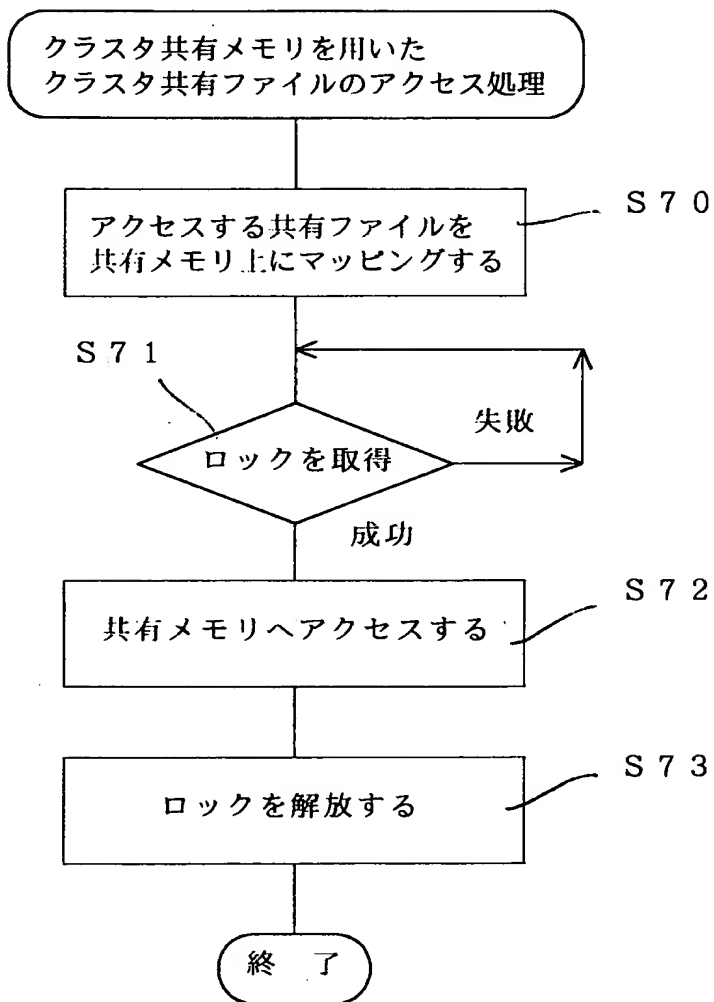 クラスタ共有メモリを用いた
クラスタ共有ファイルのアクセス処理
S70
アクセスする共有ファイルを
共有メモリ上にマッピングする
S71
失敗
ロックを取得
成功
S72
共有メモリへアクセスする
S73
ロックを解放する
終 了